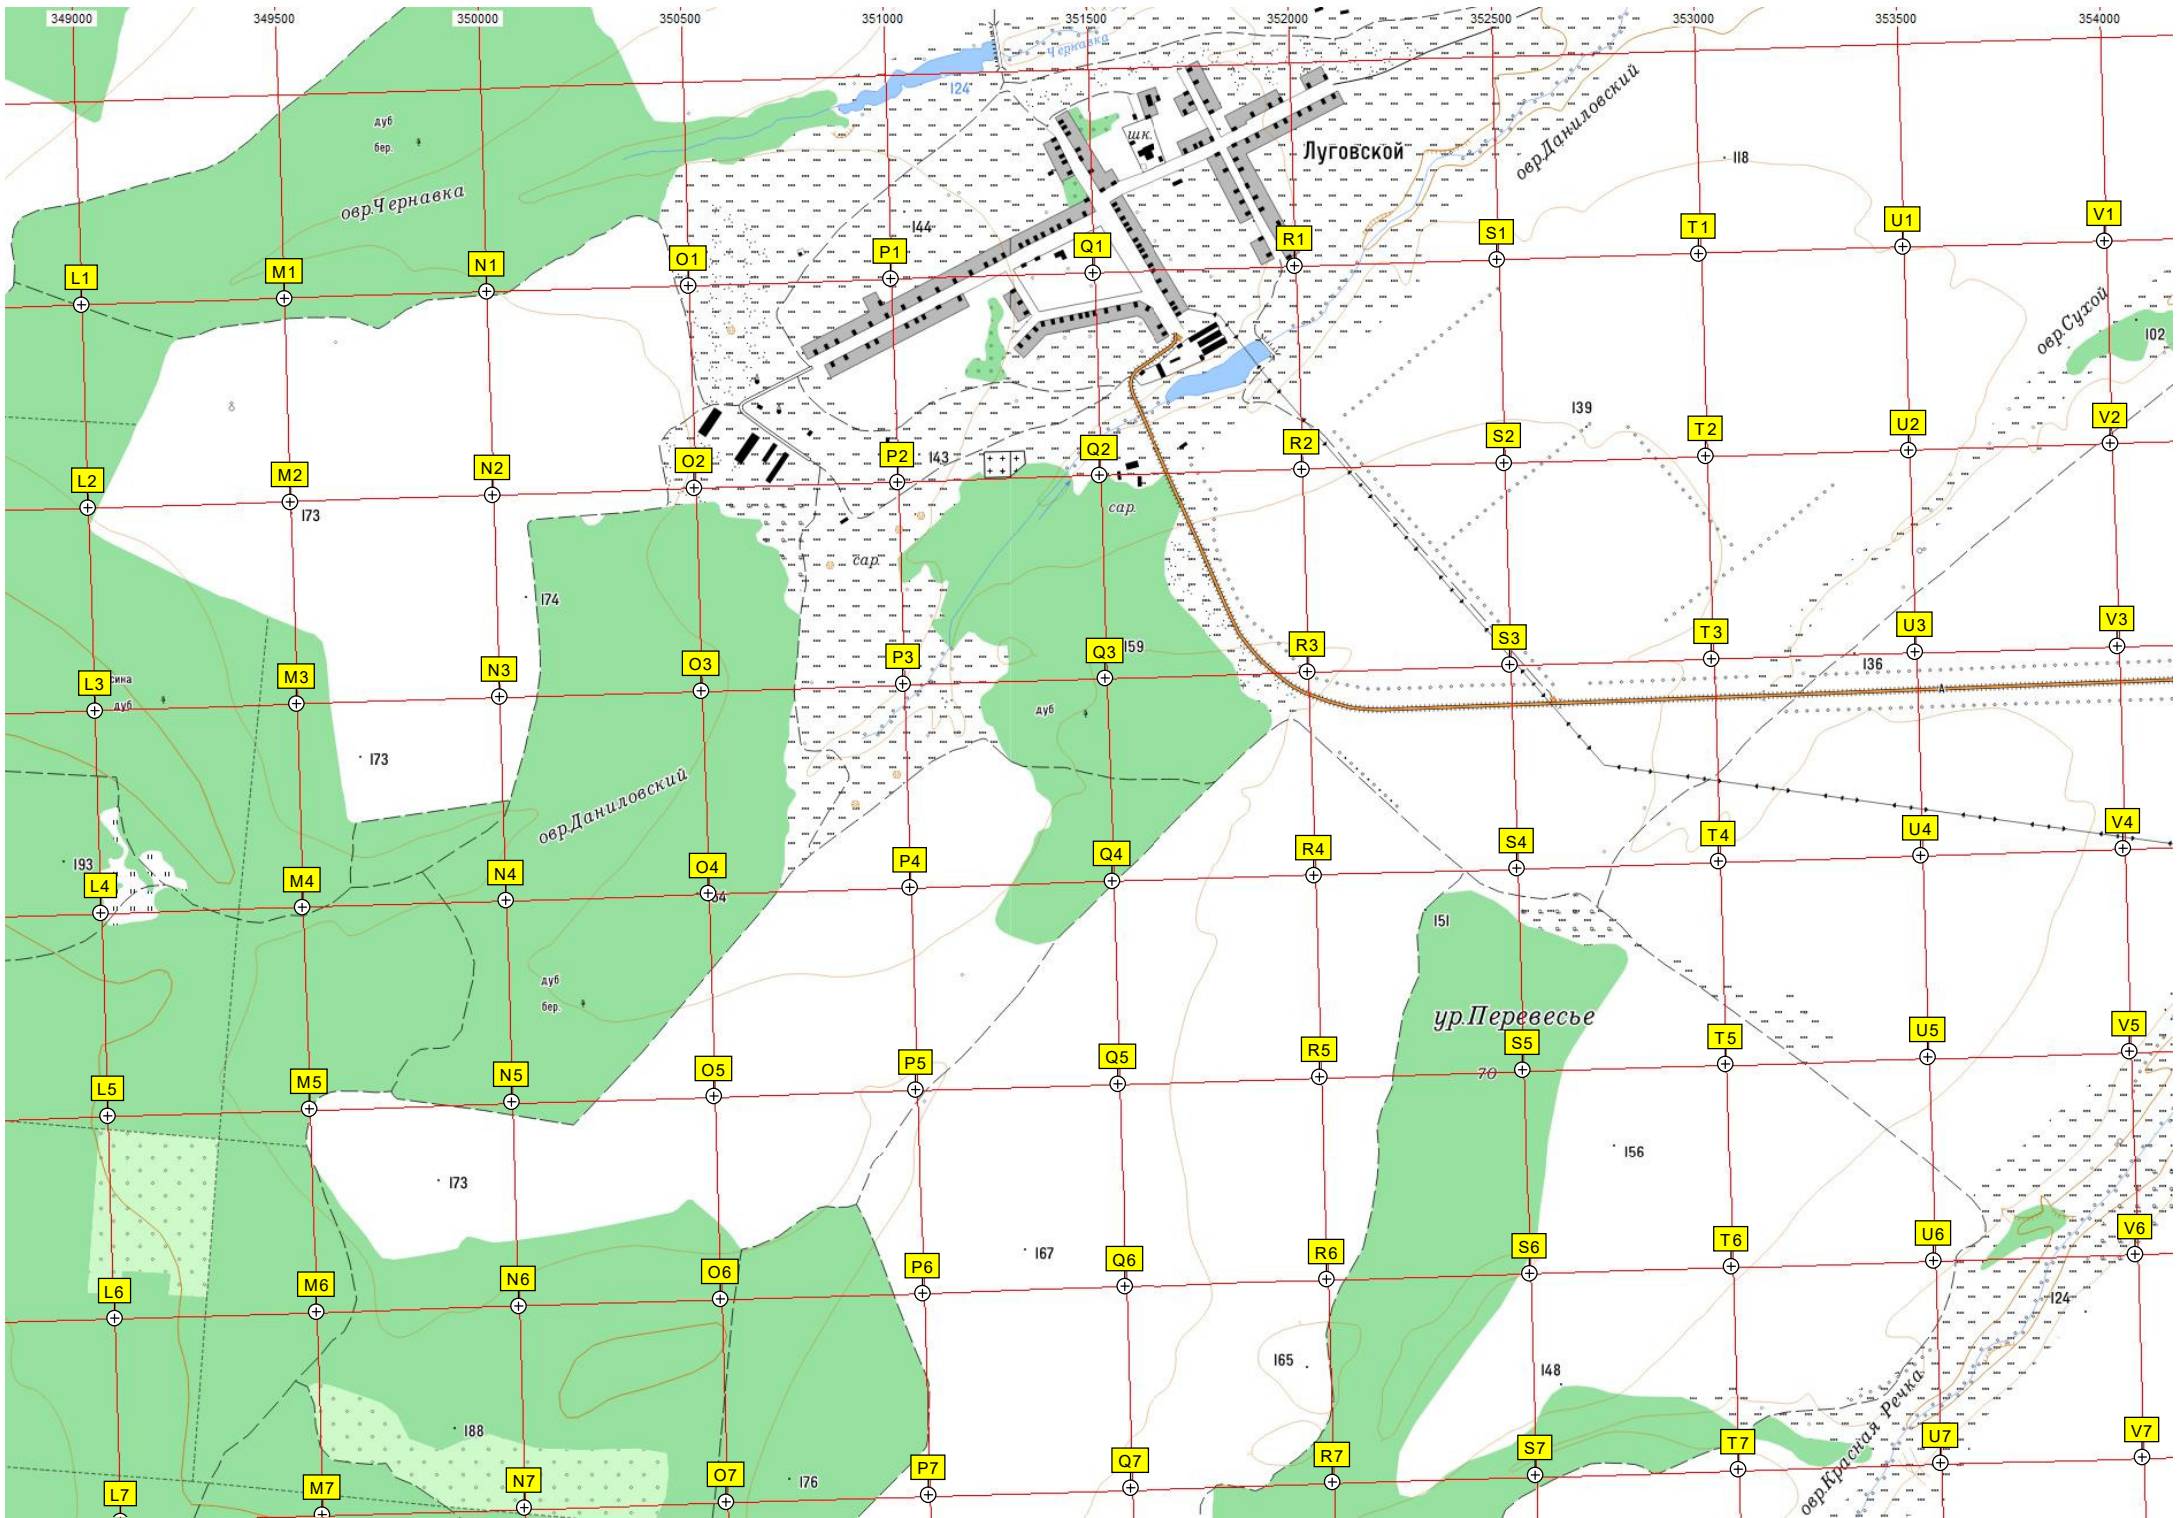 349000 349500 350000 350500 351000 351500 352000 352500 353000 353500 354000
Чернавка
124
дуб
бер.
овр.Чернавка
шк.
Луговской
овр.Даниловский
118
144
L1 M1 N1 O1 P1 Q1 R1 S1 T1 U1 V1
овр.Сухой
102
139
L2 M2 N2 O2 P2 Q2 R2 S2 T2 U2 V2
143
173
сар.
сар.
174
L3 M3 N3 O3 P3 Q3 R3 S3 T3 U3 V3
159
136
дуб
дуб
А
173
овр.Даниловский
193
L4 M4 N4 O4 P4 Q4 R4 S4 T4 U4 V4
151
дуб
бер.
ур.Перевесье
70
L5 M5 N5 O5 P5 Q5 R5 S5 T5 U5 V5
156
173
167
L6 M6 N6 O6 P6 Q6 R6 S6 T6 U6 V6
124
165
148
овр.Красная Речка
188
176
L7 M7 N7 O7 P7 Q7 R7 S7 T7 U7 V7